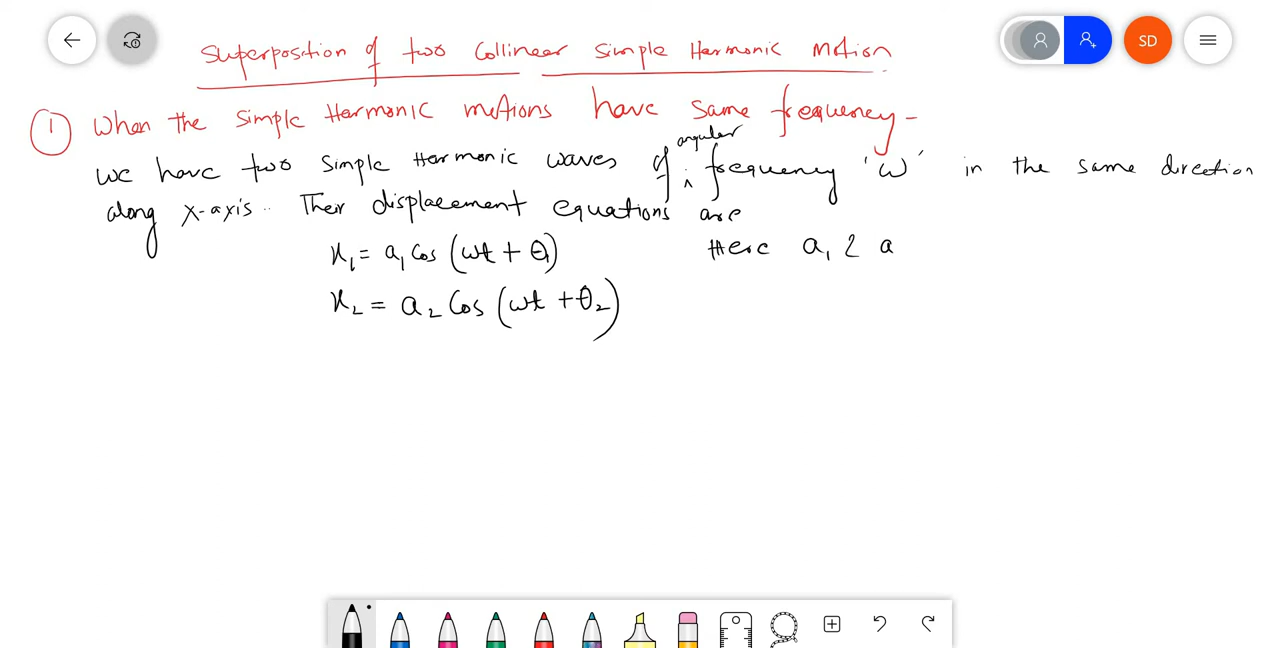 SD
Superposition of two Collinear Simple Harmonic Motion
① When the Simple Harmonic motions have same frequency -
We have two simple Harmonic waves of angular frequency 'ω' in the same direction
along X-axis.. Their displacement equations are
x₁ = a₁ cos (ωt + θ₁) Here a₁ & a
x₂ = a₂ cos (ωt + θ₂)